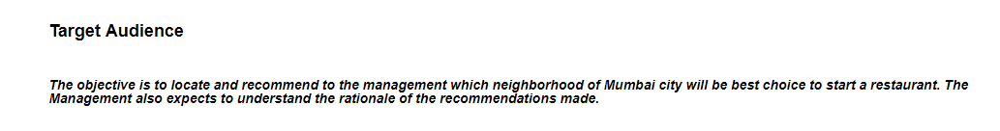 Target Audience
The objective is to locate and recommend to the management which neighborhood of Mumbai city will be best choice to start a restaurant. The
Management also expects to understand the rationale of the recommendations made.